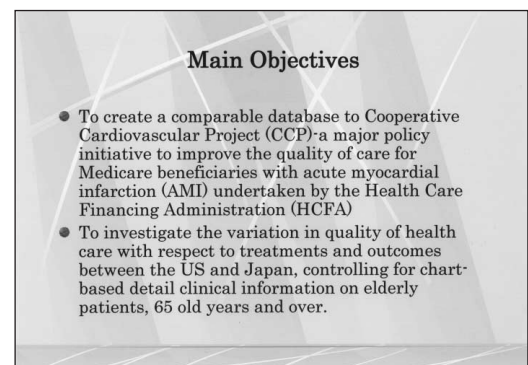 Main Objectives
To create a comparable database to Cooperative
Cardiovascular Project (CCP)-a major policy
initiative to improve the quality of care for
Medicare beneficiaries with acute myocardial
infarction (AMI) undertaken by the Health Care
Financing Administration (HCFA)
To investigate the variation in quality of health
care with respect to treatments and outcomes
between the US and Japan, controlling for chart-
based detail clinical information on elderly
patients, 65 old years and over.